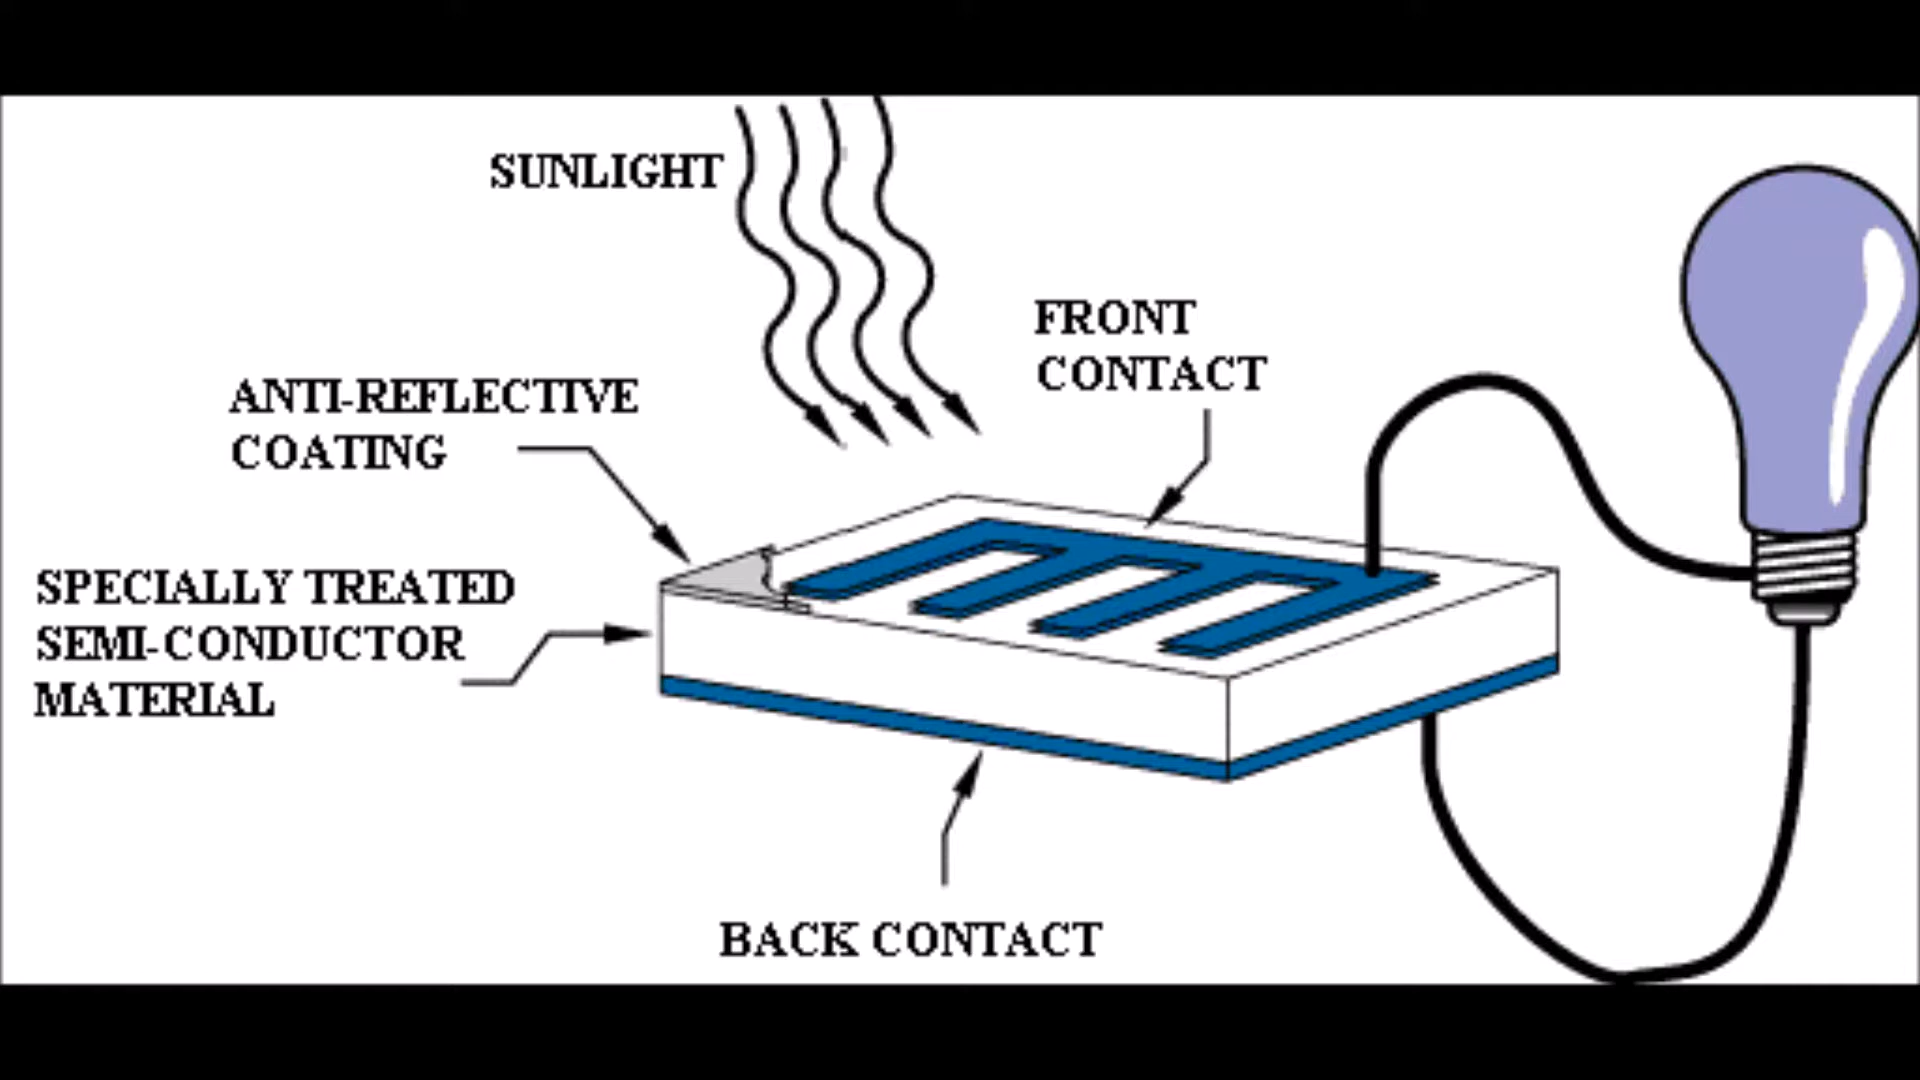 SUNLIGHT
FRONT
CONTACT
ANTI-REFLECTIVE
COATING
SPECIALLY TREATED
SEMI-CONDUCTOR
MATERIAL
BACK CONTACT